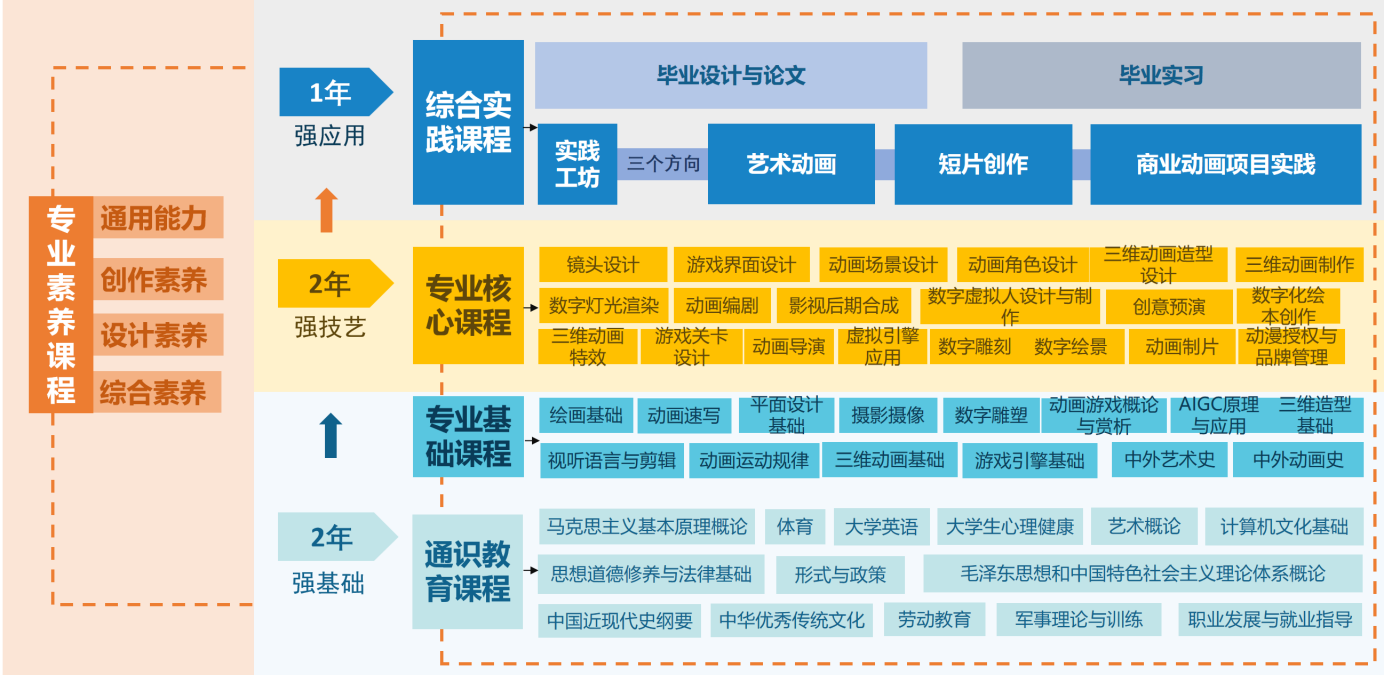 专业素养课程
通用能力
创作素养
设计素养
综合素养
1年
强应用
综合实
践课程
毕业设计与论文
毕业实习
实践
工坊
三个方向
艺术动画
短片创作
商业动画项目实践
2年
强技艺
专业核
心课程
镜头设计
游戏界面设计
动画场景设计
动画角色设计
三维动画造型
设计
三维动画制作
数字灯光渲染
动画编剧
影视后期合成
数字虚拟人设计与制
作
创意预演
数字化绘
本创作
三维动画
特效
游戏关卡
设计
动画导演
虚拟引擎
应用
数字雕刻
数字绘景
动画制片
动漫授权与
品牌管理
专业基
础课程
绘画基础
动画速写
平面设计
基础
摄影摄像
数字雕塑
动画游戏概论
与赏析
AIGC原理
与应用
三维造型
基础
视听语言与剪辑
动画运动规律
三维动画基础
游戏引擎基础
中外艺术史
中外动画史
2年
强基础
通识教
育课程
马克思主义基本原理概论
体育
大学英语
大学生心理健康
艺术概论
计算机文化基础
思想道德修养与法律基础
形式与政策
毛泽东思想和中国特色社会主义理论体系概论
中国近现代史纲要
中华优秀传统文化
劳动教育
军事理论与训练
职业发展与就业指导